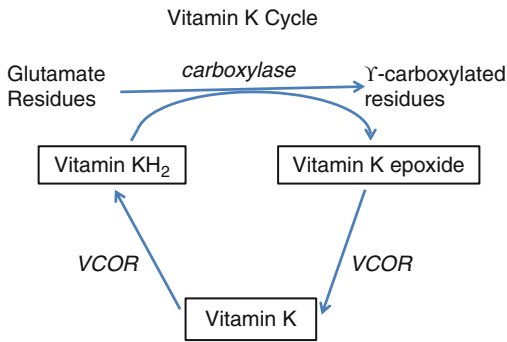 Vitamin K Cycle
Glutamate
Residues
carboxylase
ϒ-carboxylated
residues
Vitamin KH₂
Vitamin K epoxide
VCOR
VCOR
Vitamin K